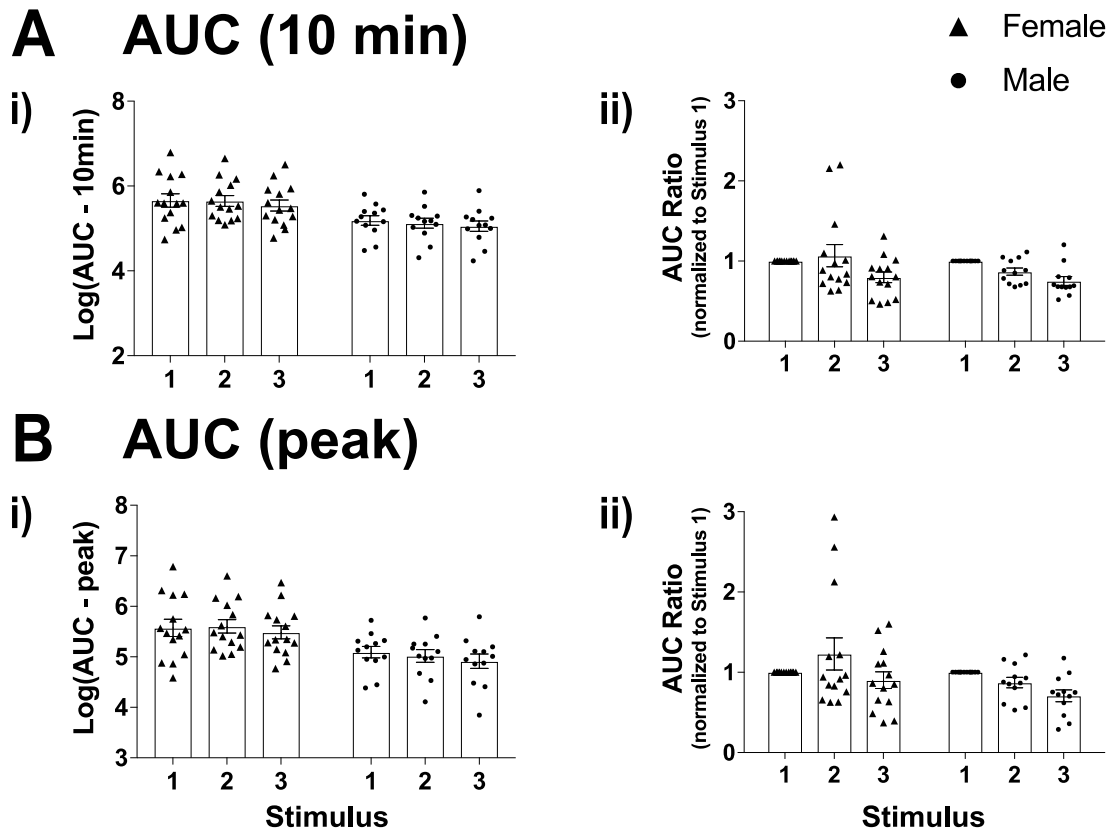 A AUC (10 min)
Female
Male
i)
Log(AUC - 10min)
8
6
4
2
1 2 3 1 2 3
ii)
AUC Ratio
(normalized to Stimulus 1)
3
2
1
0
1 2 3 1 2 3
B AUC (peak)
i)
Log(AUC - peak)
8
7
6
5
4
3
1 2 3 1 2 3
Stimulus
ii)
AUC Ratio
(normalized to Stimulus 1)
3
2
1
0
1 2 3 1 2 3
Stimulus